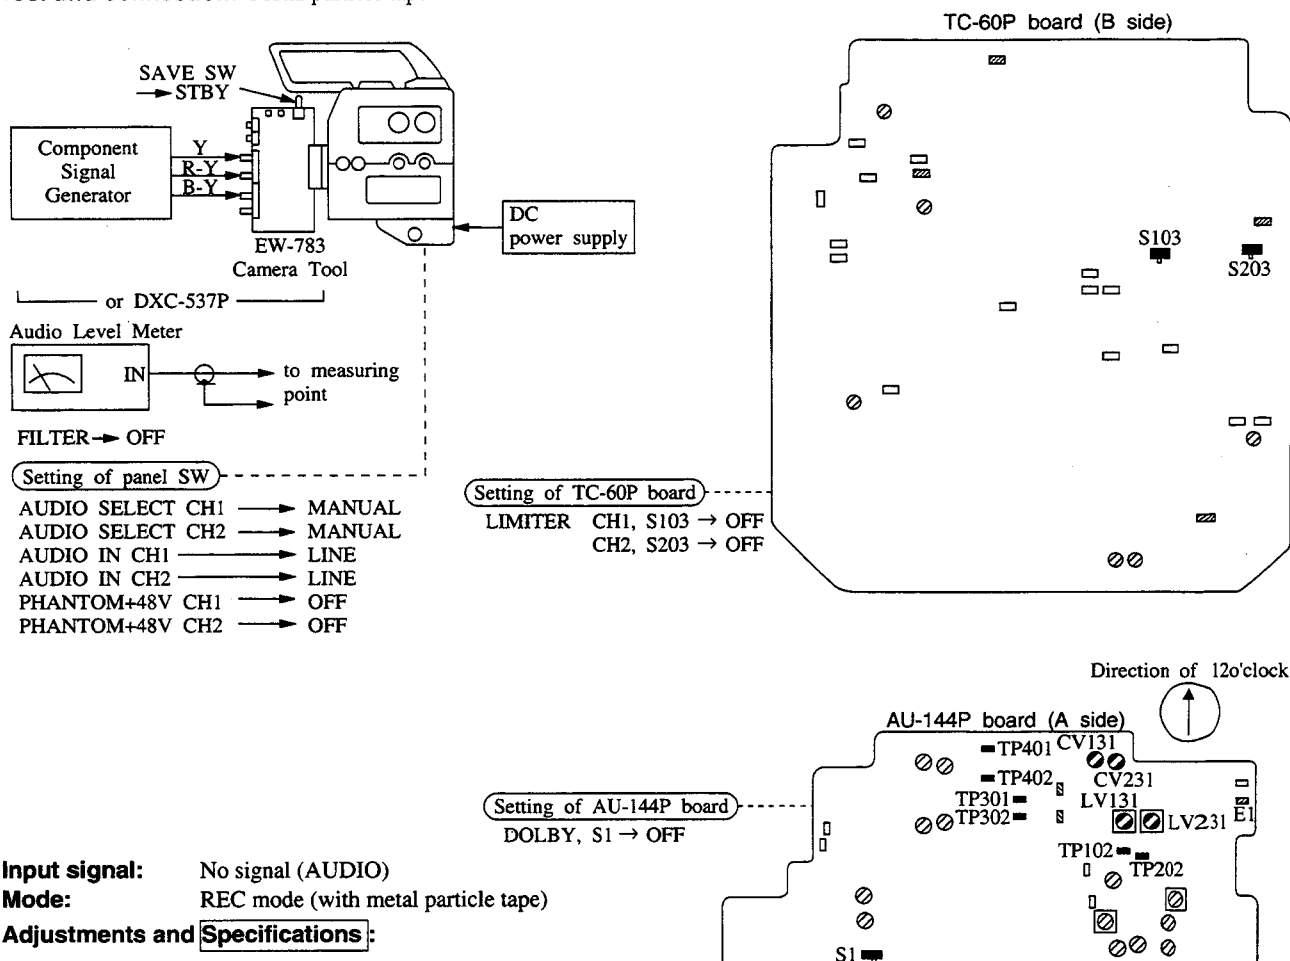 TC-60P board (B side)
SAVE SW
→ STBY
Component
Signal
Generator
Y
R-Y
B-Y
EW-783
Camera Tool
or DXC-537P
DC
power supply
S103
S203
Audio Level Meter
IN
to measuring
point
FILTER → OFF
Setting of panel SW
AUDIO SELECT CH1 → MANUAL
AUDIO SELECT CH2 → MANUAL
AUDIO IN CH1 → LINE
AUDIO IN CH2 → LINE
PHANTOM+48V CH1 → OFF
PHANTOM+48V CH2 → OFF
Setting of TC-60P board
LIMITER CH1, S103 → OFF
CH2, S203 → OFF
Direction of 12o'clock
AU-144P board (A side)
TP401 CV131
TP402 CV231
TP301 LV131
TP302 LV231 E1
TP102
TP202
S1
Setting of AU-144P board
DOLBY, S1 → OFF
Input signal: No signal (AUDIO)
Mode: REC mode (with metal particle tape)
Adjustments and Specifications :